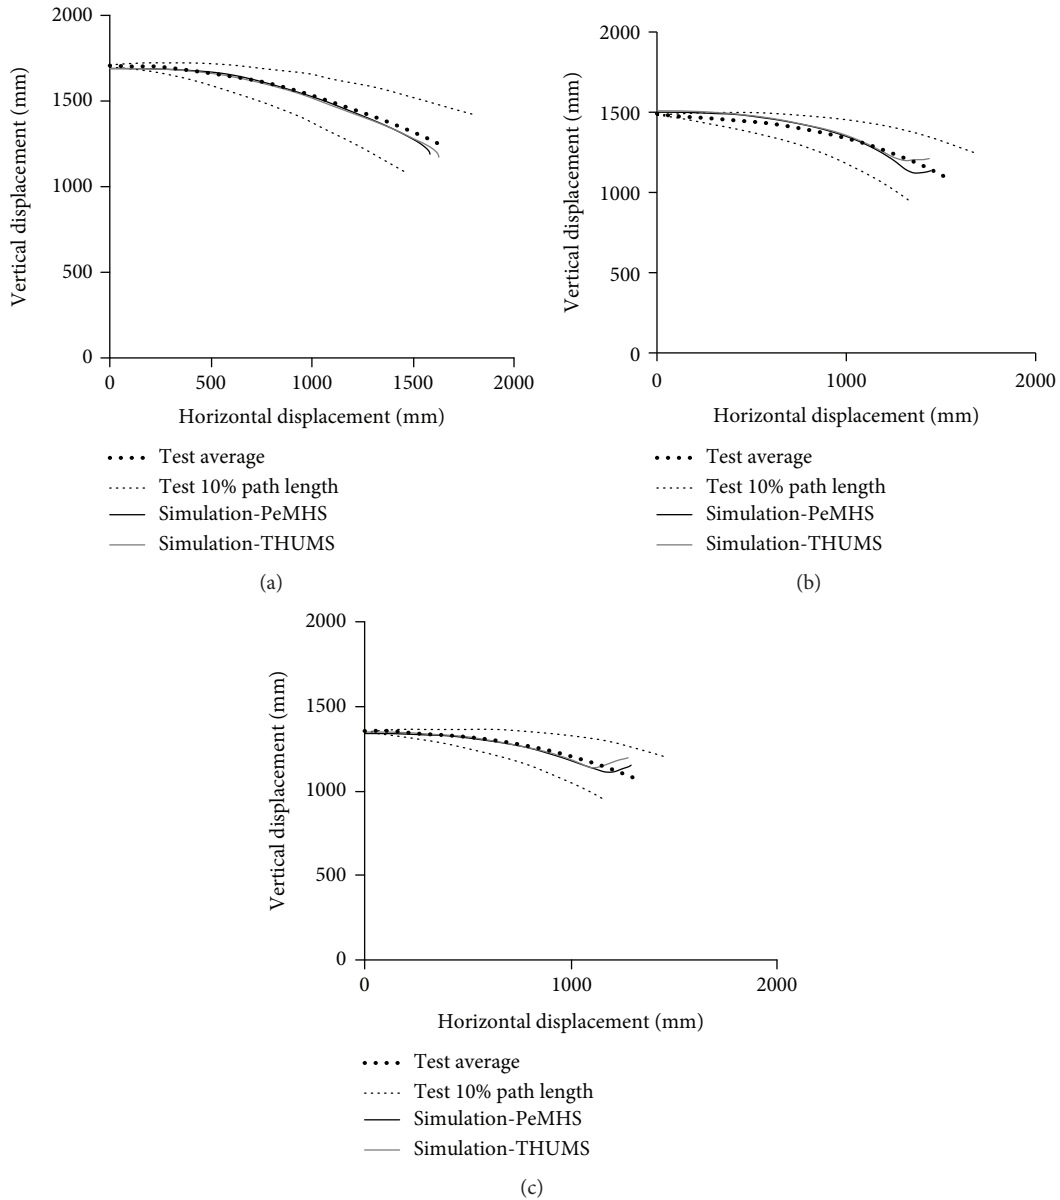 2000
1500
1000
500
0
0 500 1000 1500 2000
Vertical displacement (mm)
Horizontal displacement (mm)
Test average
Test 10% path length
Simulation-PeMHS
Simulation-THUMS
(a)
2000
1500
1000
500
0
0 1000 2000
Vertical displacement (mm)
Horizontal displacement (mm)
Test average
Test 10% path length
Simulation-PeMHS
Simulation-THUMS
(b)
2000
1500
1000
500
0
0 1000 2000
Vertical displacement (mm)
Horizontal displacement (mm)
Test average
Test 10% path length
Simulation-PeMHS
Simulation-THUMS
(c)